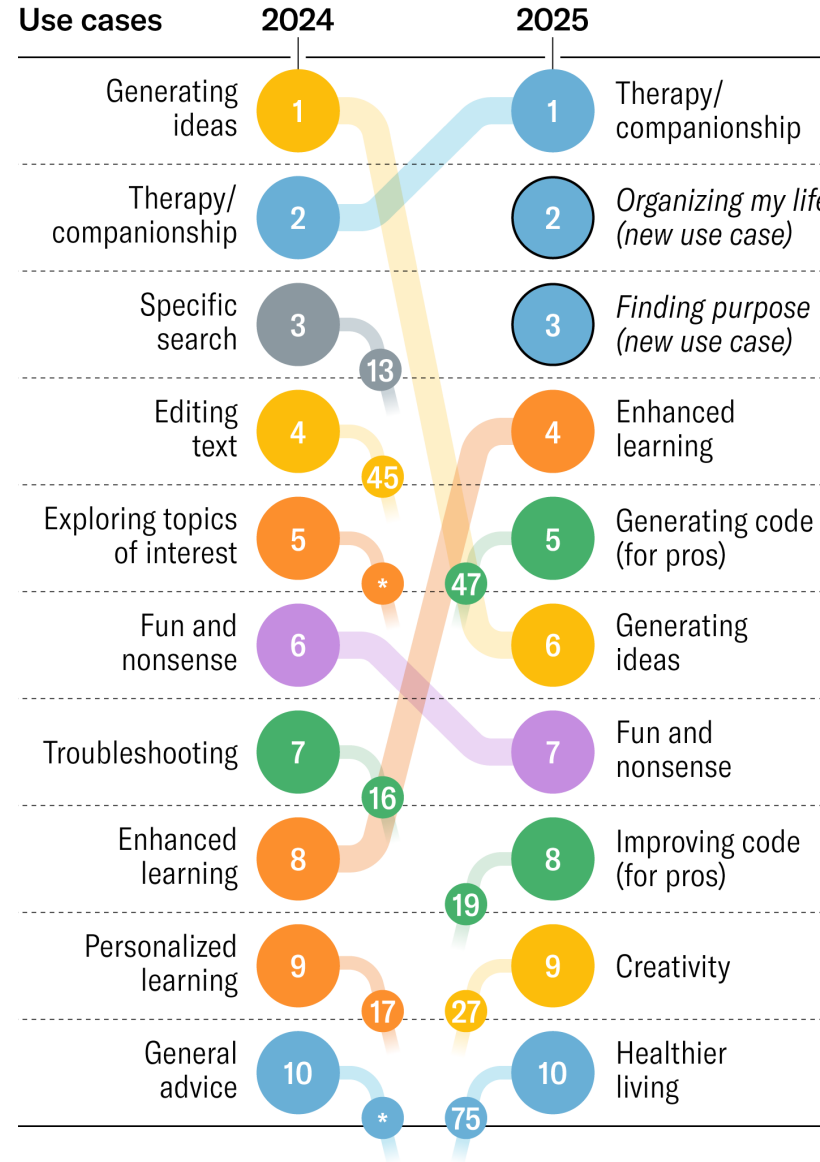 Use cases 2024 2025
Generating
ideas
1
1
Therapy/
companionship
Therapy/
companionship
2
2
Organizing my life
(new use case)
Specific
search
3
13
3
Finding purpose
(new use case)
Editing
text
4
45
4
Enhanced
learning
Exploring topics
of interest
5
*
47
5
Generating code
(for pros)
Fun and
nonsense
6
6
Generating
ideas
Troubleshooting
7
16
7
Fun and
nonsense
Enhanced
learning
8
19
8
Improving code
(for pros)
Personalized
learning
9
17
27
9
Creativity
General
advice
10
*
75
10
Healthier
living